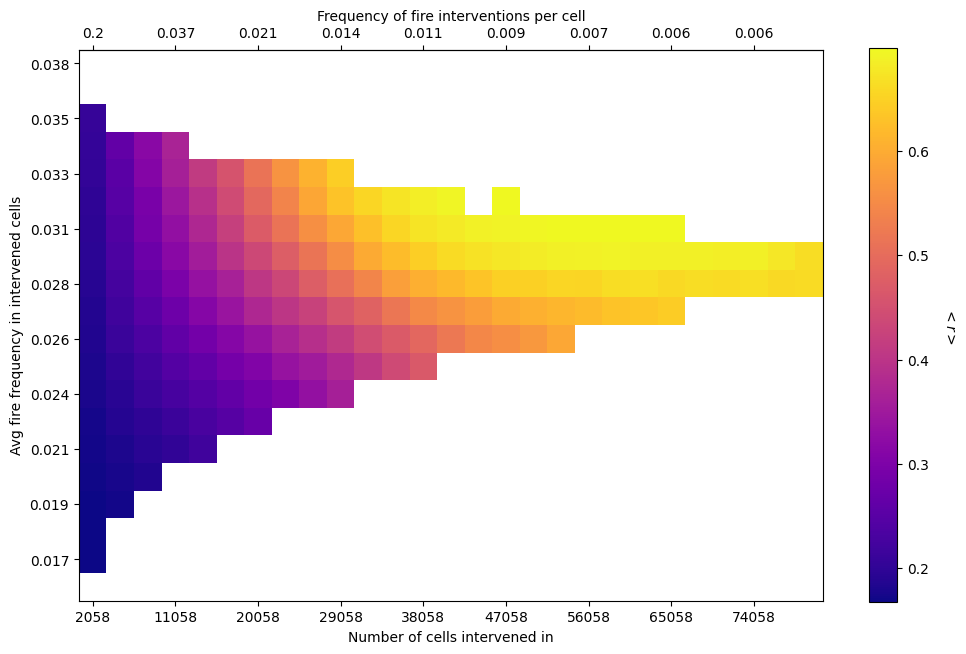 Frequency of fire interventions per cell
0.2 0.037 0.021 0.014 0.011 0.009 0.007 0.006 0.006
0.038
0.035
0.033
0.031
0.028
0.026
0.024
0.021
0.019
0.017
Avg fire frequency in intervened cells
2058 11058 20058 29058 38058 47058 56058 65058 74058
Number of cells intervened in
0.6
0.5
0.4
0.3
0.2
< r >